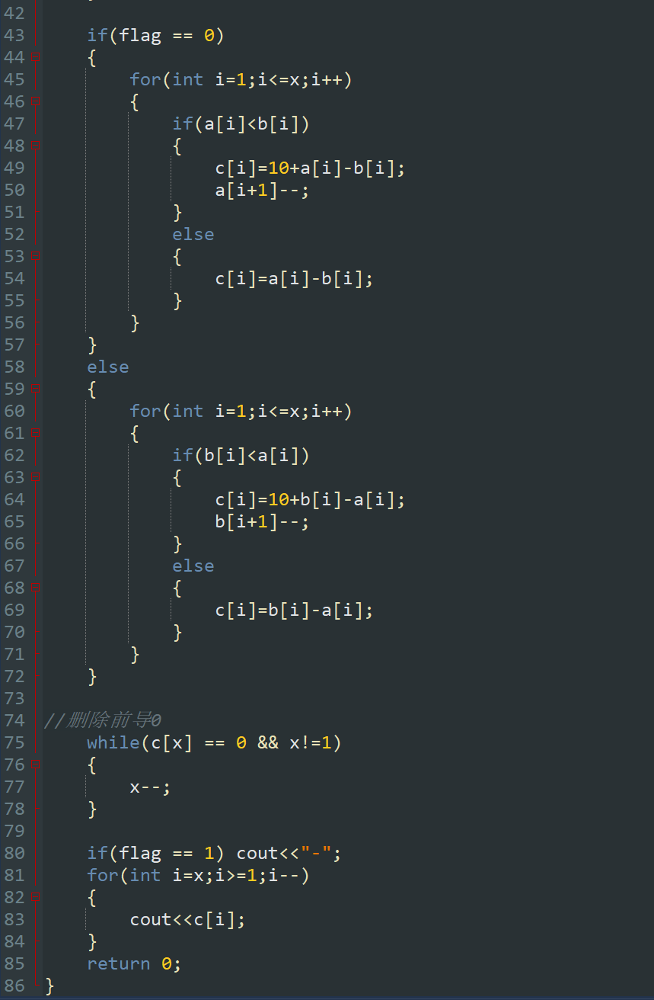 42
43 if(flag == 0)
44 {
45 for(int i=1;i<=x;i++)
46 {
47 if(a[i]<b[i])
48 {
49 c[i]=10+a[i]-b[i];
50 a[i+1]--;
51 }
52 else
53 {
54 c[i]=a[i]-b[i];
55 }
56 }
57 }
58 else
59 {
60 for(int i=1;i<=x;i++)
61 {
62 if(b[i]<a[i])
63 {
64 c[i]=10+b[i]-a[i];
65 b[i+1]--;
66 }
67 else
68 {
69 c[i]=b[i]-a[i];
70 }
71 }
72 }
73
74 //删除前导0
75 while(c[x] == 0 && x!=1)
76 {
77 x--;
78 }
79
80 if(flag == 1) cout<<"-";
81 for(int i=x;i>=1;i--)
82 {
83 cout<<c[i];
84 }
85 return 0;
86 }